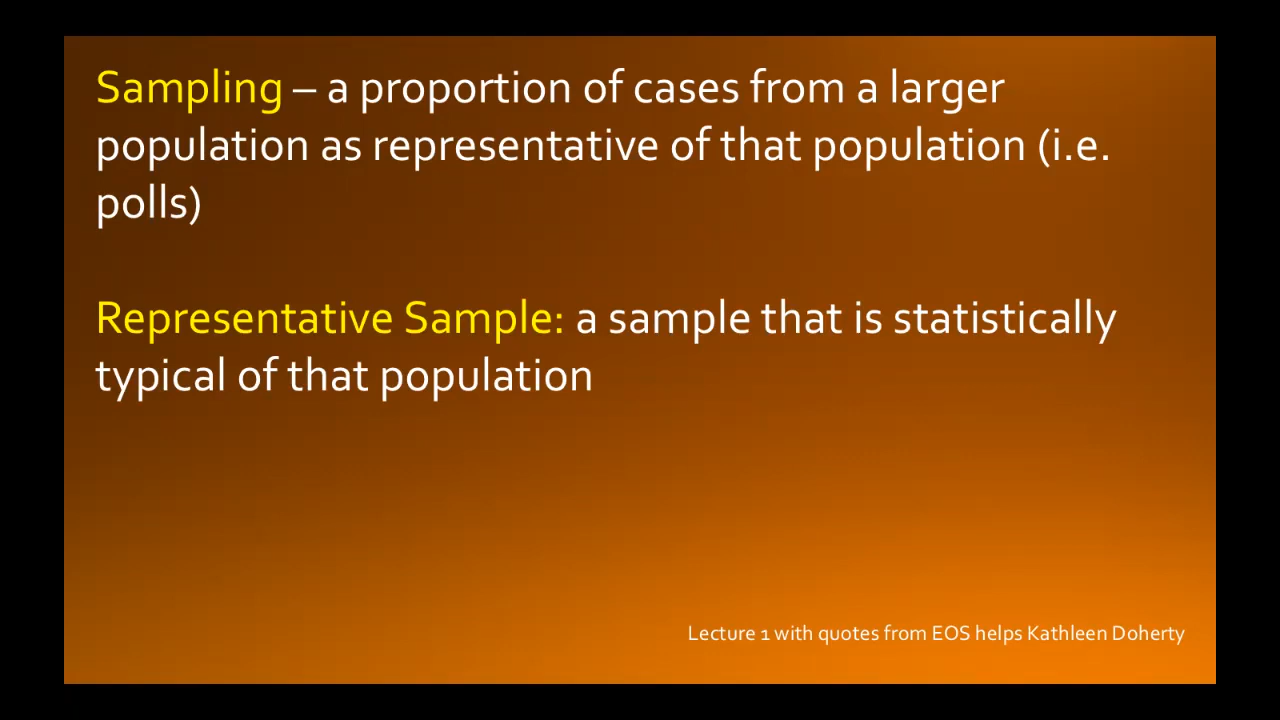 Sampling – a proportion of cases from a larger
population as representative of that population (i.e.
polls)
Representative Sample: a sample that is statistically
typical of that population
Lecture 1 with quotes from EOS helps Kathleen Doherty